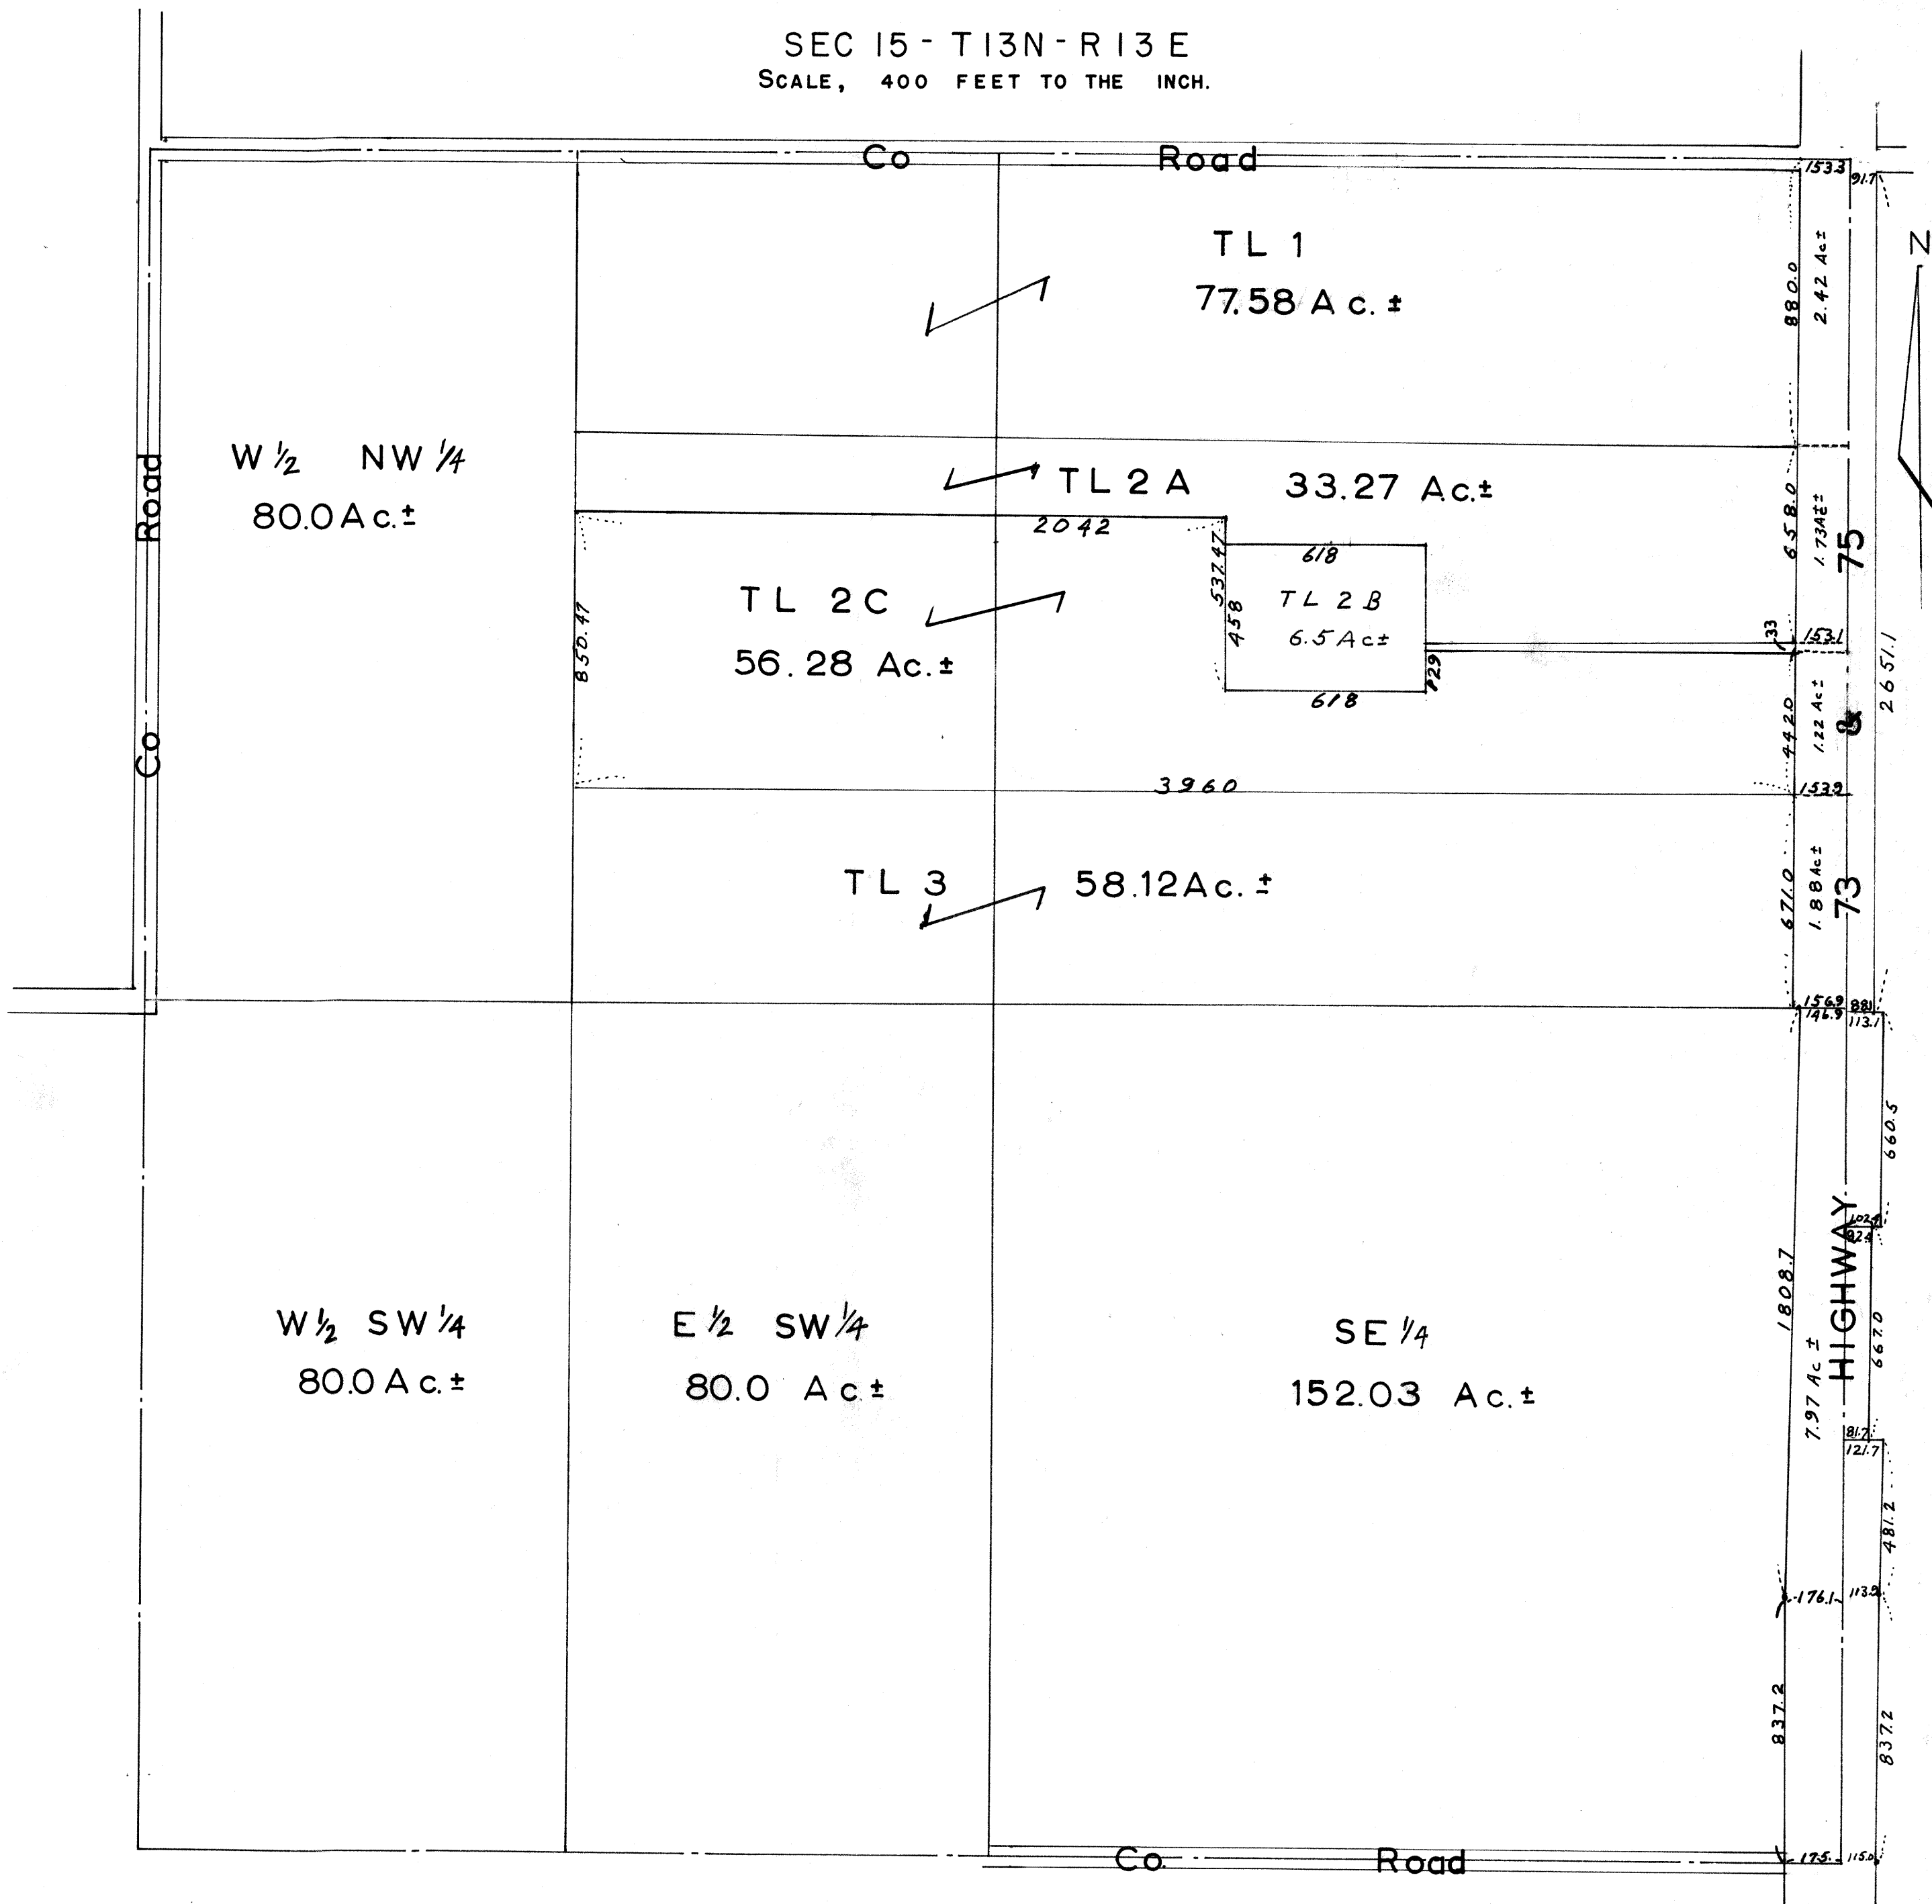 SEC 15 - T13N - R13E
SCALE, 400 FEET TO THE INCH.
Co Road
153.3
91.7
TL 1
77.58 Ac. ±
880.0
2.42 Ac ±
N
W 1/2 NW 1/4
80.0 Ac. ±
Co Road
TL 2 A 33.27 Ac. ±
2042
658.0
1.73 Ac ±
75
618
537.47
TL 2C
56.28 Ac. ±
850.47
458
TL 2 B
6.5 Ac ±
33
153.1
2651.1
129
618
442.0
1.22 Ac ±
&
3960
153.9
TL 3 58.12 Ac. ±
671.0
1.88 Ac ±
73
156.9
146.9
88.1
113.1
660.5
102.4
92.4
HIGHWAY
W 1/2 SW 1/4
80.0 Ac. ±
E 1/2 SW 1/4
80.0 Ac. ±
SE 1/4
152.03 Ac. ±
1808.7
7.97 Ac ±
667.0
81.7
121.7
481.2
176.1
113.9
837.2
837.2
Co. Road
175.
115.0